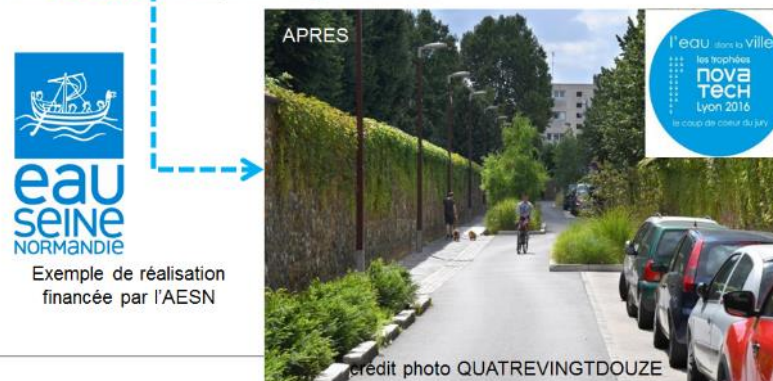 APRES
l'eau dans la ville
les trophées
nova
TECH
Lyon 2016
le coup de coeur du jury
eau
SEINE
NORMANDIE
Exemple de réalisation
financée par l'AESN
crédit photo QUATREVINGTDOUZE